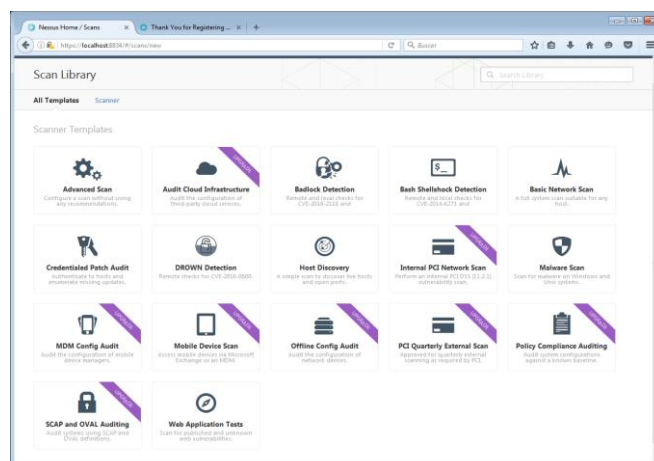 Nessus Home / Scans
Thank You for Registering ...
https://localhost:8834/#/scans/new
Buscar
Scan Library
Search Library
All Templates
Scanner
Scanner Templates
Advanced Scan
Configure a scan without using
any recommendations.
UPGRADE
Audit Cloud Infrastructure
Audit the configuration of
third-party cloud services.
Badlock Detection
Remote and local checks for
CVE-2016-2118 and
$_
Bash Shellshock Detection
Remote and local checks for
CVE-2014-6271 and
Basic Network Scan
A full system scan suitable for any
host.
Credentialed Patch Audit
Authenticate to hosts and
enumerate missing updates.
DROWN Detection
Remote checks for CVE-2016-0800.
Host Discovery
A simple scan to discover live hosts
and open ports.
UPGRADE
Internal PCI Network Scan
Perform an internal PCI DSS (11.2.1)
vulnerability scan.
Malware Scan
Scan for malware on Windows and
Unix systems.
UPGRADE
MDM Config Audit
Audit the configuration of mobile
device managers.
UPGRADE
Mobile Device Scan
Assess mobile devices via Microsoft
Exchange or an MDM.
UPGRADE
Offline Config Audit
Audit the configuration of
network devices.
UPGRADE
PCI Quarterly External Scan
Approved for quarterly external
scanning as required by PCI.
UPGRADE
Policy Compliance Auditing
Audit system configurations
against a known baseline.
UPGRADE
SCAP and OVAL Auditing
Audit systems using SCAP and
OVAL definitions.
Web Application Tests
Scan for published and unknown
web vulnerabilities.